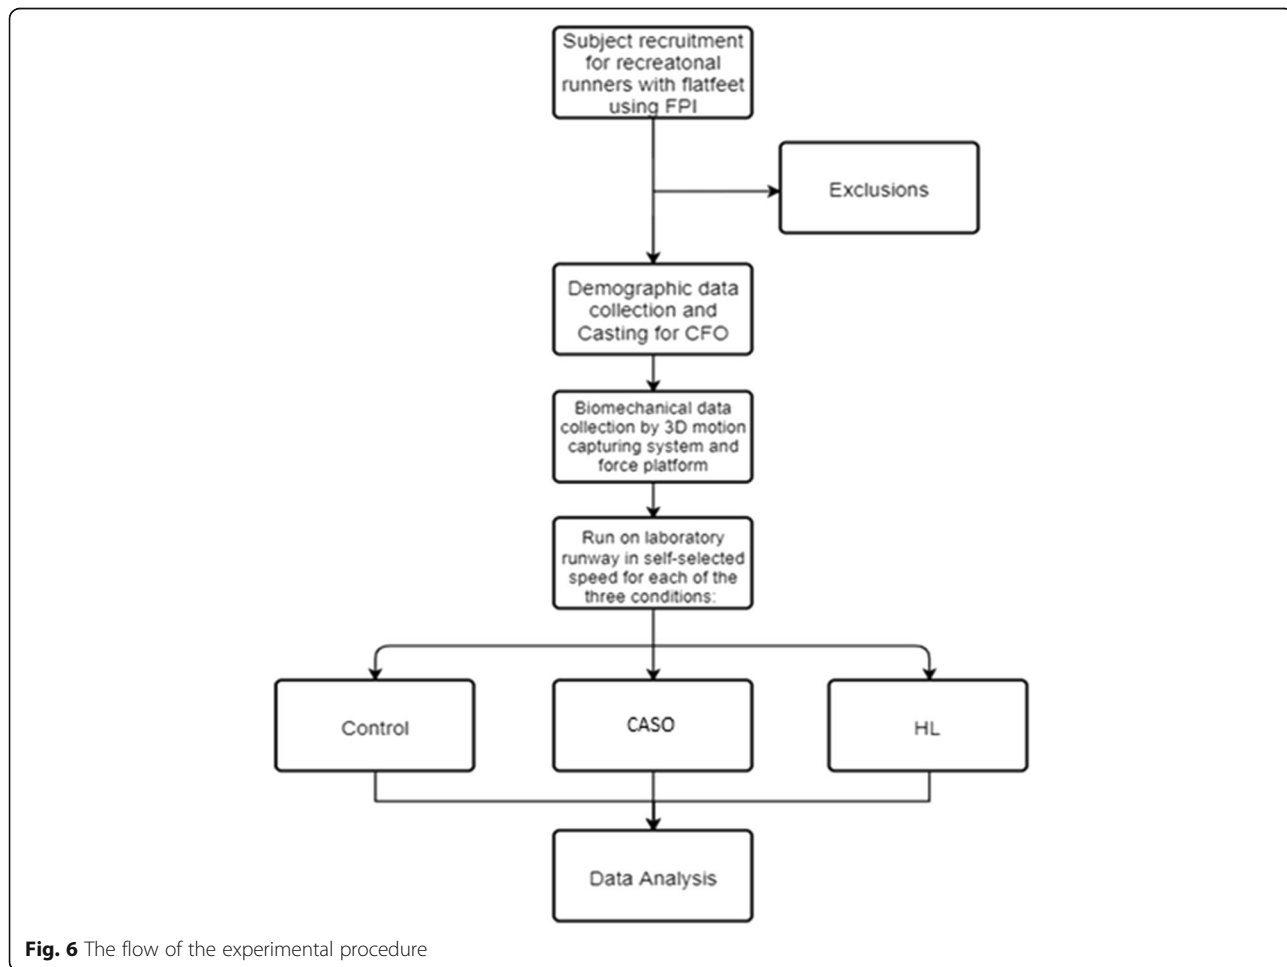 Subject recruitment
for recreatonal
runners with flatfeet
using FPI
Exclusions
Demographic data
collection and
Casting for CFO
Biomechanical data
collection by 3D motion
capturing system and
force platform
Run on laboratory
runway in self-selected
speed for each of the
three conditions:
Control
CASO
HL
Data Analysis
Fig. 6 The flow of the experimental procedure